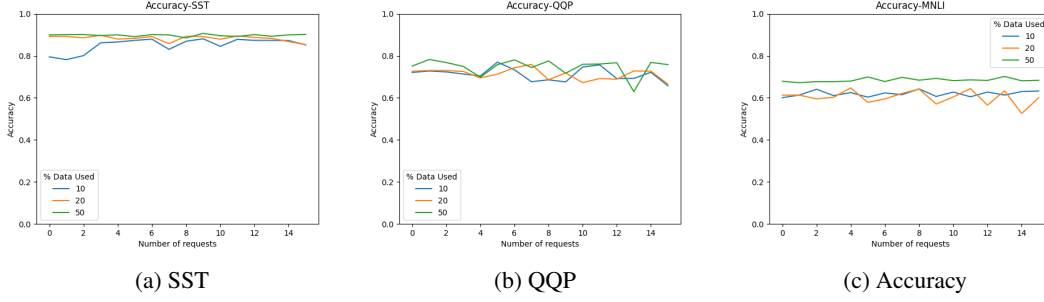 Accuracy-SST
Accuracy
1.0
0.8
0.6
0.4
0.2
0.0
% Data Used
10
20
50
0 2 4 6 8 10 12 14
Number of requests
(a) SST
Accuracy-QQP
Accuracy
1.0
0.8
0.6
0.4
0.2
0.0
% Data Used
10
20
50
0 2 4 6 8 10 12 14
Number of requests
(b) QQP
Accuracy-MNLI
Accuracy
1.0
0.8
0.6
0.4
0.2
0.0
% Data Used
10
20
50
0 2 4 6 8 10 12 14
Number of requests
(c) Accuracy